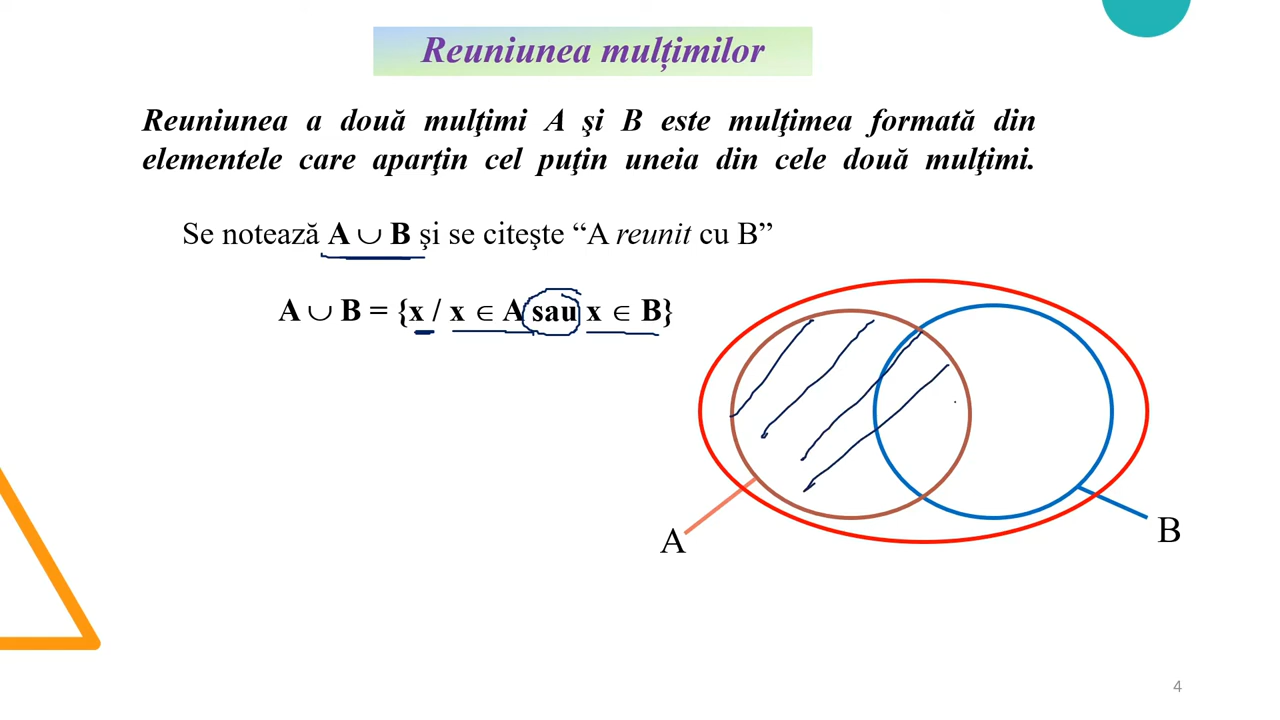 Reuniunea mulțimilor
Reuniunea a două mulţimi A şi B este mulţimea formată din
elementele care aparţin cel puţin uneia din cele două mulţimi.
Se notează A ∪ B şi se citeşte “A reunit cu B”
A ∪ B = {x / x ∈ A sau x ∈ B}
A
B
4